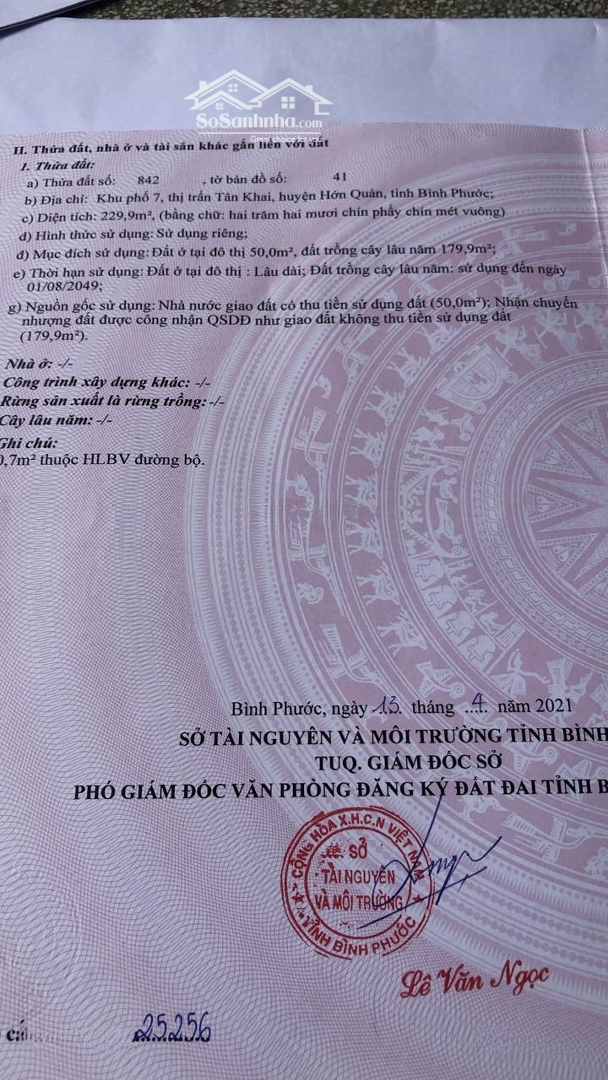 SoSanhnha.com
II. Thửa đất, nhà ở và tài sản khác gắn liền với đất
1. Thửa đất:
a) Thửa đất số: 842 , tờ bản đồ số: 41
b) Địa chỉ: Khu phố 7, thị trấn Tân Khai, huyện Hớn Quản, tỉnh Bình Phước;
c) Diện tích: 229,9m², (bằng chữ: hai trăm hai mươi chín phẩy chín mét vuông)
d) Hình thức sử dụng: Sử dụng riêng;
đ) Mục đích sử dụng: Đất ở tại đô thị 50,0m², đất trồng cây lâu năm 179,9m²;
e) Thời hạn sử dụng: Đất ở tại đô thị : Lâu dài; Đất trồng cây lâu năm: sử dụng đến ngày
01/08/2049;
g) Nguồn gốc sử dụng: Nhà nước giao đất có thu tiền sử dụng đất (50,0m²); Nhận chuyển
nhượng đất được công nhận QSDĐ như giao đất không thu tiền sử dụng đất
(179,9m²).
Nhà ở: -/-
Công trình xây dựng khác: -/-
Rừng sản xuất là rừng trồng: -/-
Cây lâu năm: -/-
Ghi chú:
0,7m² thuộc HLBV đường bộ.
Bình Phước, ngày 13 tháng 4 năm 2021
SỞ TÀI NGUYÊN VÀ MÔI TRƯỜNG TỈNH BÌNH
TUQ. GIÁM ĐỐC SỞ
PHÓ GIÁM ĐỐC VĂN PHÒNG ĐĂNG KÝ ĐẤT ĐAI TỈNH B
CỘNG HÒA X.H.C.N VIỆT NAM
SỞ
TÀI NGUYÊN
VÀ MÔI TRƯỜNG
TỈNH BÌNH PHƯỚC
Lê Văn Ngọc
25256